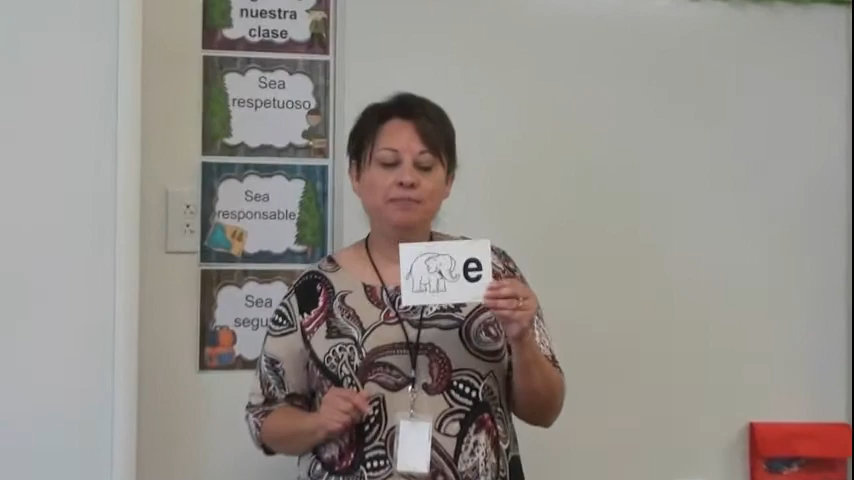 nuestra
clase
Sea
respetuoso
Sea
responsable
Sea
e